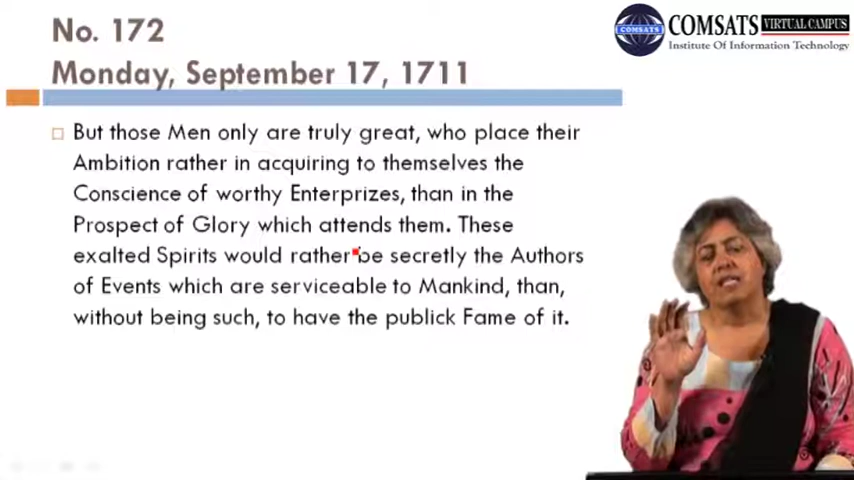 No. 172
Monday, September 17, 1711
COMSATS VIRTUAL CAMPUS
Institute Of Information Technology
COMSATS
But those Men only are truly great, who place their
Ambition rather in acquiring to themselves the
Conscience of worthy Enterprizes, than in the
Prospect of Glory which attends them. These
exalted Spirits would rather be secretly the Authors
of Events which are serviceable to Mankind, than,
without being such, to have the publick Fame of it.